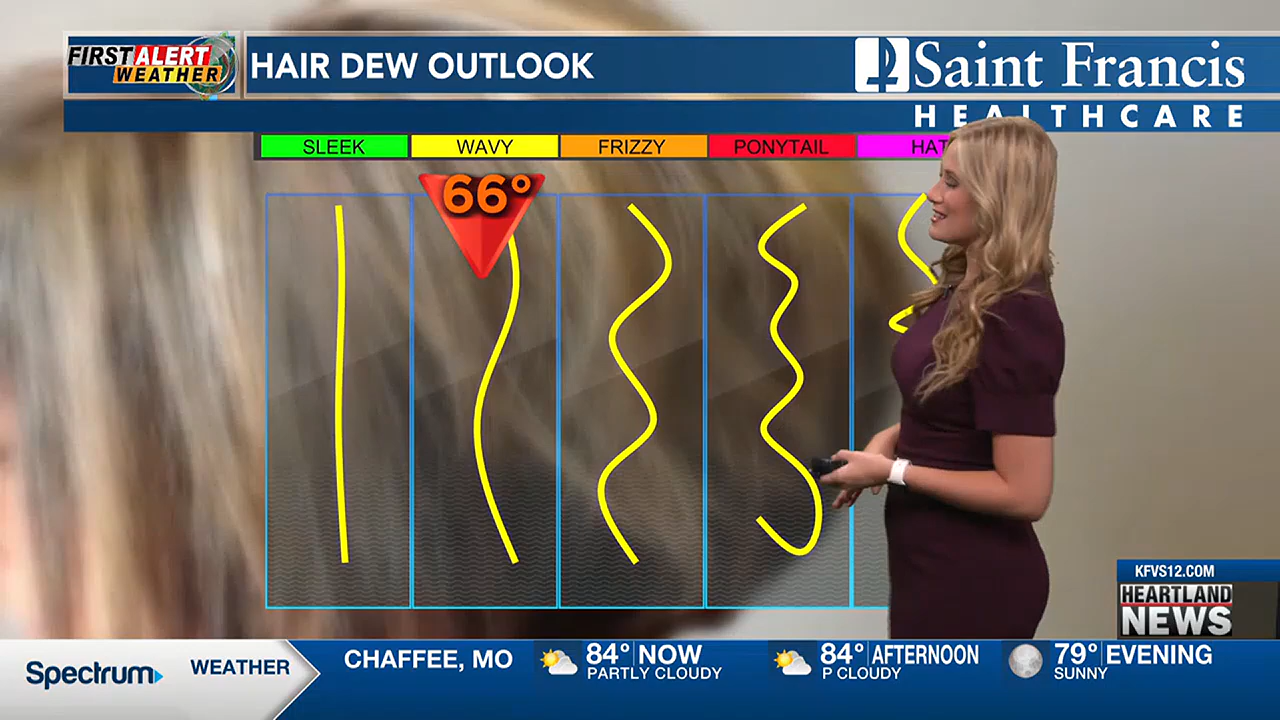 FIRST ALERT
WEATHER
HAIR DEW OUTLOOK
Saint Francis
HEALTHCARE
SLEEK
WAVY
FRIZZY
PONYTAIL
HAT
66°
KFVS12.COM
HEARTLAND
NEWS
Spectrum
WEATHER
CHAFFEE, MO
84° NOW
PARTLY CLOUDY
84° AFTERNOON
P CLOUDY
79° EVENING
SUNNY